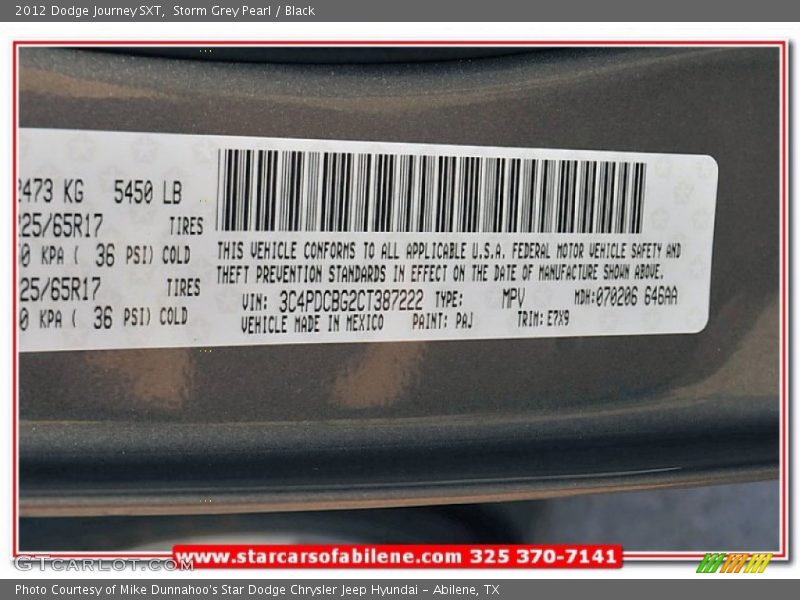 2012 Dodge Journey SXT, Storm Grey Pearl / Black
2473 KG 5450 LB
225/65R17 TIRES
0 KPA ( 36 PSI) COLD
25/65R17 TIRES
0 KPA ( 36 PSI) COLD
THIS VEHICLE CONFORMS TO ALL APPLICABLE U.S.A. FEDERAL MOTOR VEHICLE SAFETY AND
THEFT PREVENTION STANDARDS IN EFFECT ON THE DATE OF MANUFACTURE SHOWN ABOVE.
VIN: 3C4PDCBG2CT387222 TYPE: MPV MDH:070206 646AA
VEHICLE MADE IN MEXICO PAINT: PAJ TRIM: E7X9
www.starcarsofabilene.com 325 370-7141
GTCARLOT.COM
Photo Courtesy of Mike Dunnahoo's Star Dodge Chrysler Jeep Hyundai - Abilene, TX